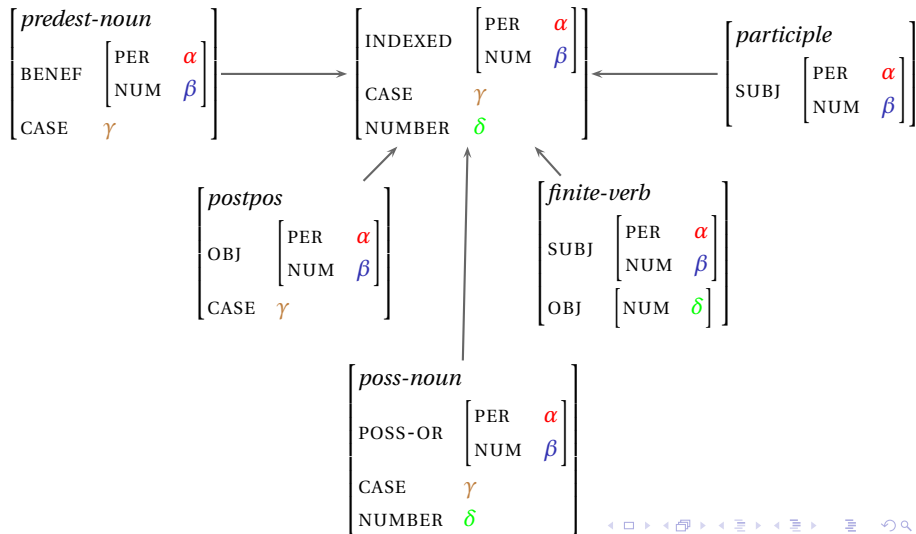 predest-noun
BENEF PER α
NUM β
CASE γ
INDEXED PER α
NUM β
CASE γ
NUMBER δ
participle
SUBJ PER α
NUM β
postpos
OBJ PER α
NUM β
CASE γ
finite-verb
SUBJ PER α
NUM β
OBJ NUM δ
poss-noun
POSS-OR PER α
NUM β
CASE γ
NUMBER δ